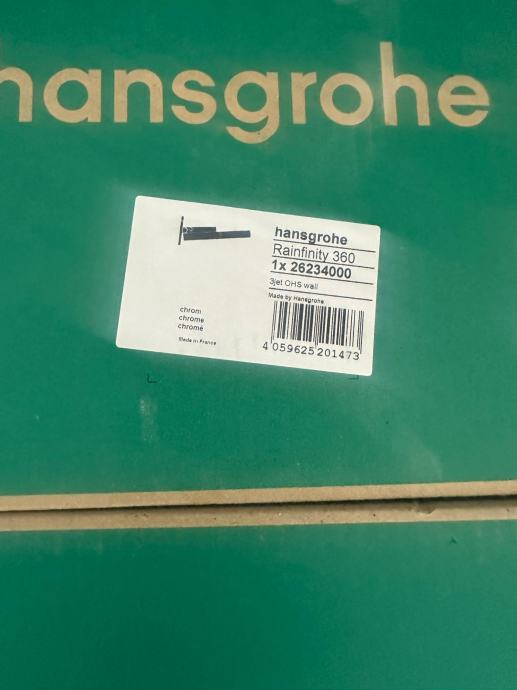 hansgrohe
hansgrohe
Rainfinity 360
1x 26234000
3jet OHS wall
Made by Hansgrohe
chrom
chrome
chromé
Made in France
4 059625 201473